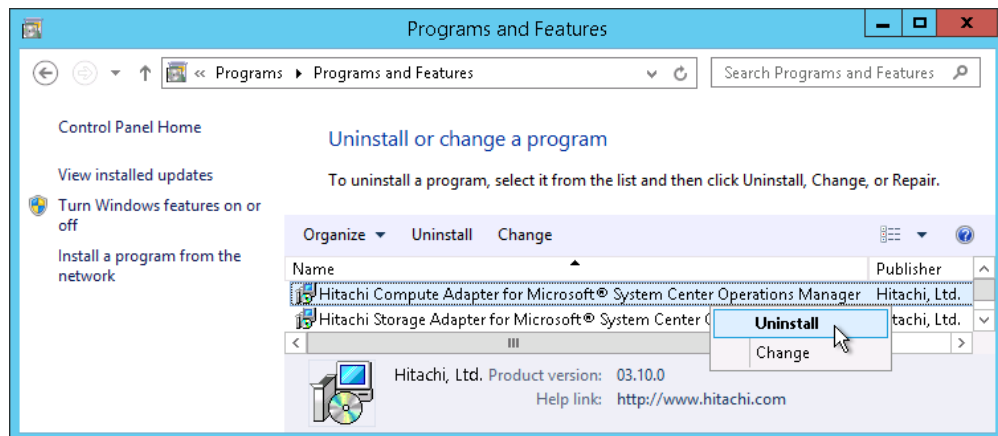 Programs and Features
« Programs ▸ Programs and Features
Search Programs and Features
Control Panel Home
View installed updates
Turn Windows features on or
off
Install a program from the
network
Uninstall or change a program
To uninstall a program, select it from the list and then click Uninstall, Change, or Repair.
Organize Uninstall Change
Name Publisher
Hitachi Compute Adapter for Microsoft® System Center Operations Manager Hitachi, Ltd.
Hitachi Storage Adapter for Microsoft® System Center tachi, Ltd.
Uninstall
Change
Hitachi, Ltd. Product version: 03.10.0
Help link: http://www.hitachi.com